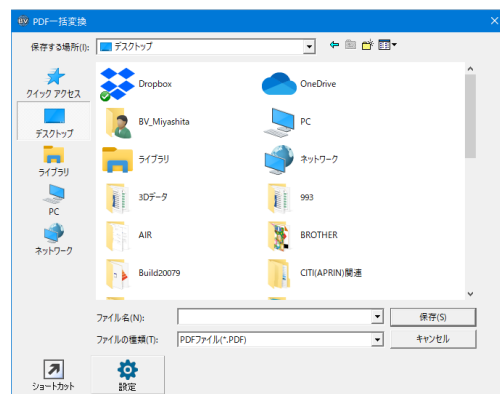 BV PDF一括変換
保存する場所(I): デスクトップ
クイック アクセス
デスクトップ
ライブラリ
PC
ネットワーク
Dropbox
OneDrive
BV_Miyashita
PC
ライブラリ
ネットワーク
3Dデータ
993
AIR
BROTHER
Build20079
CITI(APRIN)関連
ファイル名(N):
保存(S)
ファイルの種類(T): PDFファイル(*.PDF)
キャンセル
ショートカット
設定